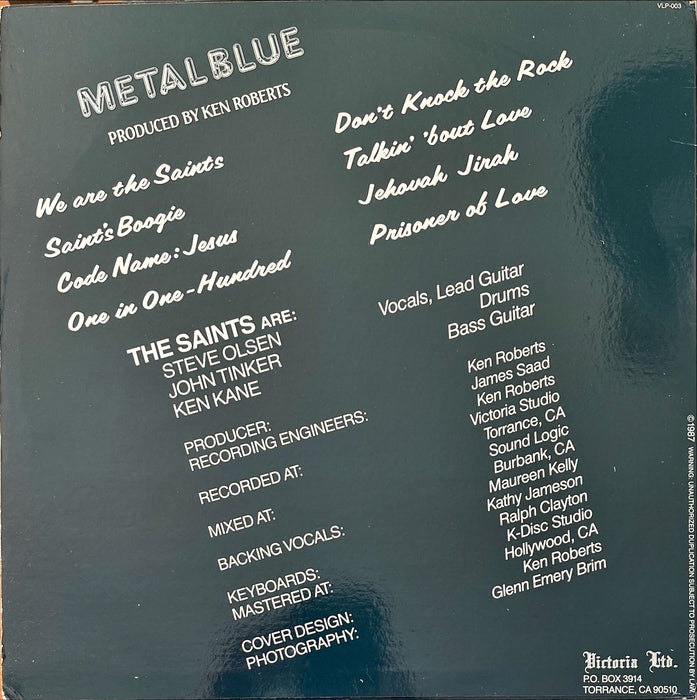 VLP-003
METAL BLUE
PRODUCED BY KEN ROBERTS
We are the Saints
Saint's Boogie
Code Name: Jesus
One in One-Hundred
Don't Knock the Rock
Talkin' 'bout Love
Jehovah Jirah
Prisoner of Love
THE SAINTS ARE:
STEVE OLSEN
JOHN TINKER
KEN KANE
Vocals, Lead Guitar
Drums
Bass Guitar
PRODUCER:
RECORDING ENGINEERS:
RECORDED AT:
MIXED AT:
BACKING VOCALS:
KEYBOARDS:
MASTERED AT:
COVER DESIGN:
PHOTOGRAPHY:
Ken Roberts
James Saad
Ken Roberts
Victoria Studio
Torrance, CA
Sound Logic
Burbank, CA
Maureen Kelly
Kathy Jameson
Ralph Clayton
K-Disc Studio
Hollywood, CA
Ken Roberts
Glenn Emery Brim
Victoria Ltd.
P.O. BOX 3914
TORRANCE, CA 90510
© 1987 WARNING: UNAUTHORIZED DUPLICATION SUBJECT TO PROSECUTION BY LAW